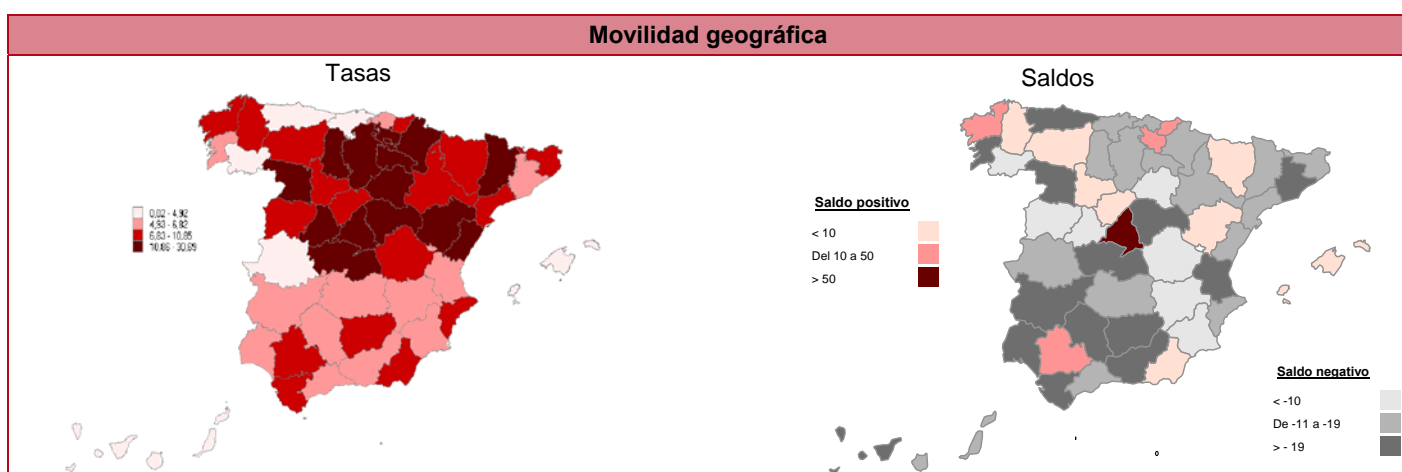 Movilidad geográfica
Tasas
0,02 - 4,92
4,93 - 6,82
6,83 - 10,85
10,86 - 30,69
Saldos
Saldo positivo
< 10
Del 10 a 50
> 50
Saldo negativo
< -10
De -11 a -19
> - 19